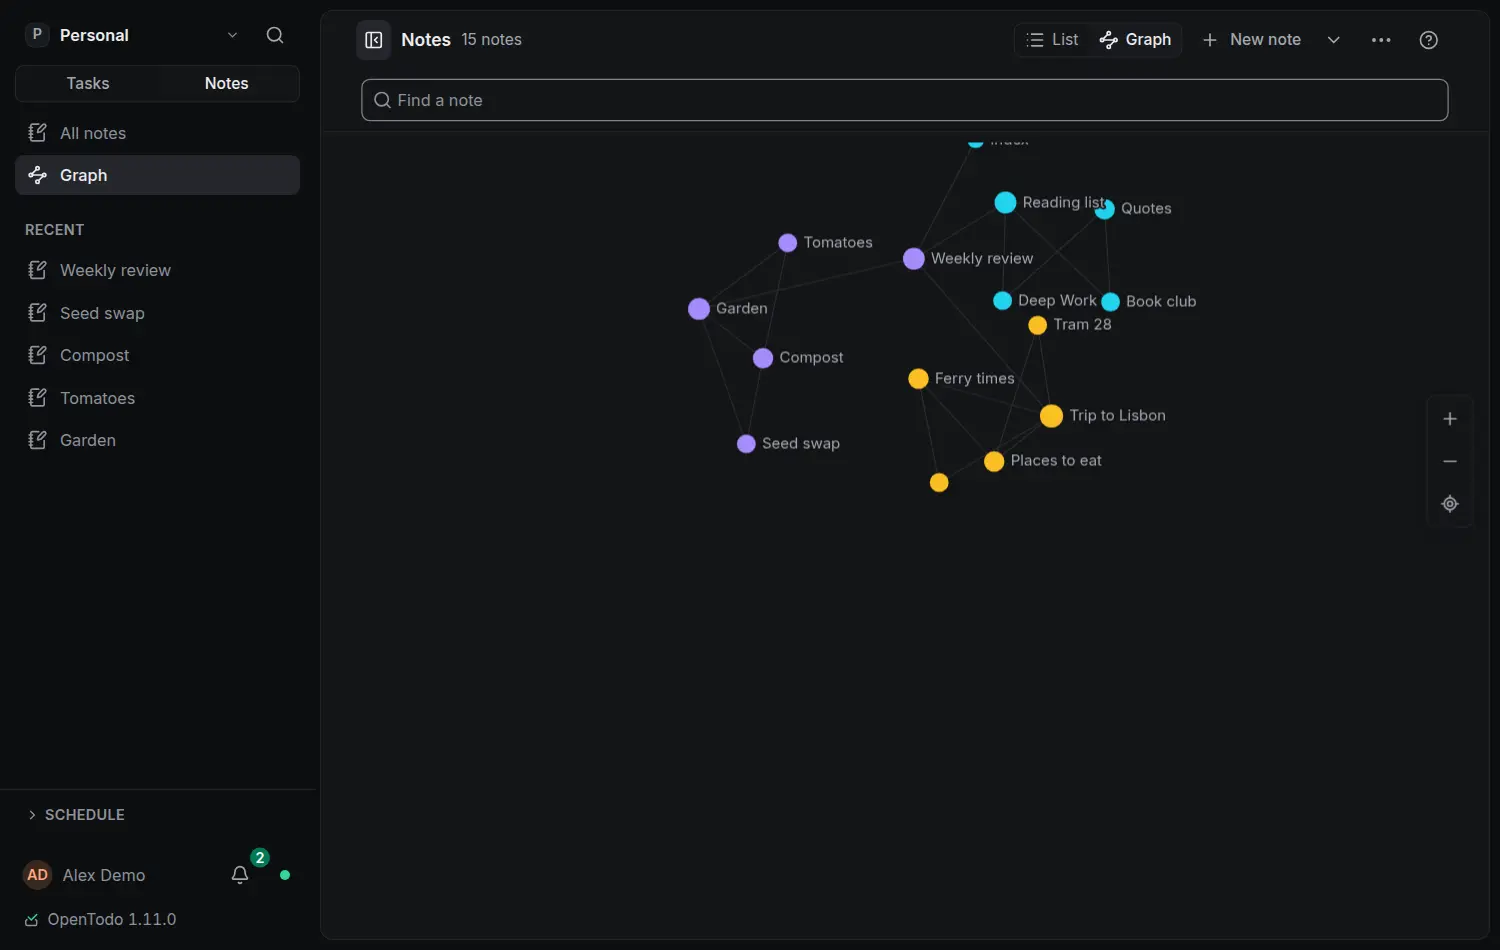 P Personal
Tasks Notes
All notes
Graph
RECENT
Weekly review
Seed swap
Compost
Tomatoes
Garden
SCHEDULE
AD Alex Demo 2
OpenTodo 1.11.0
Notes 15 notes
List Graph New note
Find a note
Index
Reading list Quotes
Tomatoes
Weekly review
Garden
Deep Work Book club
Tram 28
Compost
Ferry times
Trip to Lisbon
Seed swap
Places to eat